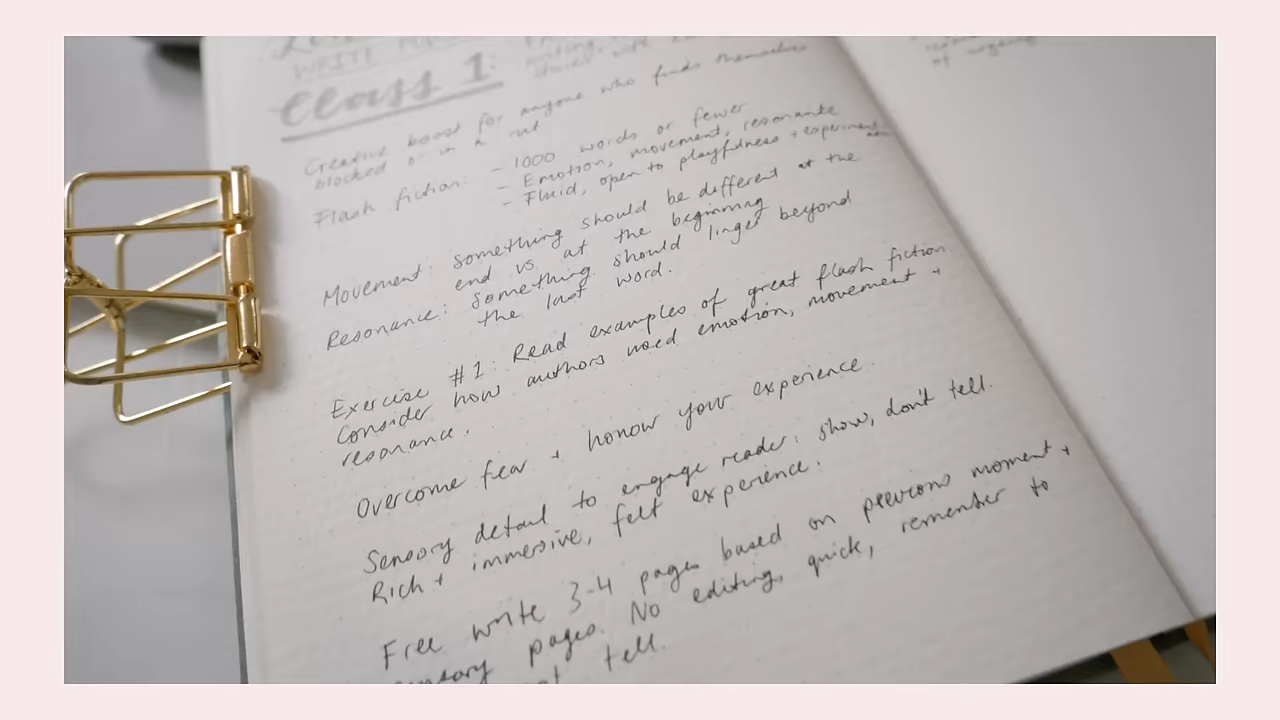 WRITE
Class 1:
Creative boost for anyone who finds themselves
blocked or in a rut
Flash fiction: - 1000 words or fewer
- Emotion, movement, resonance
- Fluid, open to playfulness + experiment
Movement: something should be different at the
end vs at the beginning
Resonance: something should linger beyond
the last word.
Exercise #1: Read examples of great flash fiction.
Consider how authors used emotion, movement +
resonance.
Overcome fear + honour your experience.
Sensory detail to engage reader: show, don't tell.
Rich + immersive, felt experience.
Free write 3-4 pages based on previous moment +
sensory pages. No editing, quick, remember to
tell.
of urgency